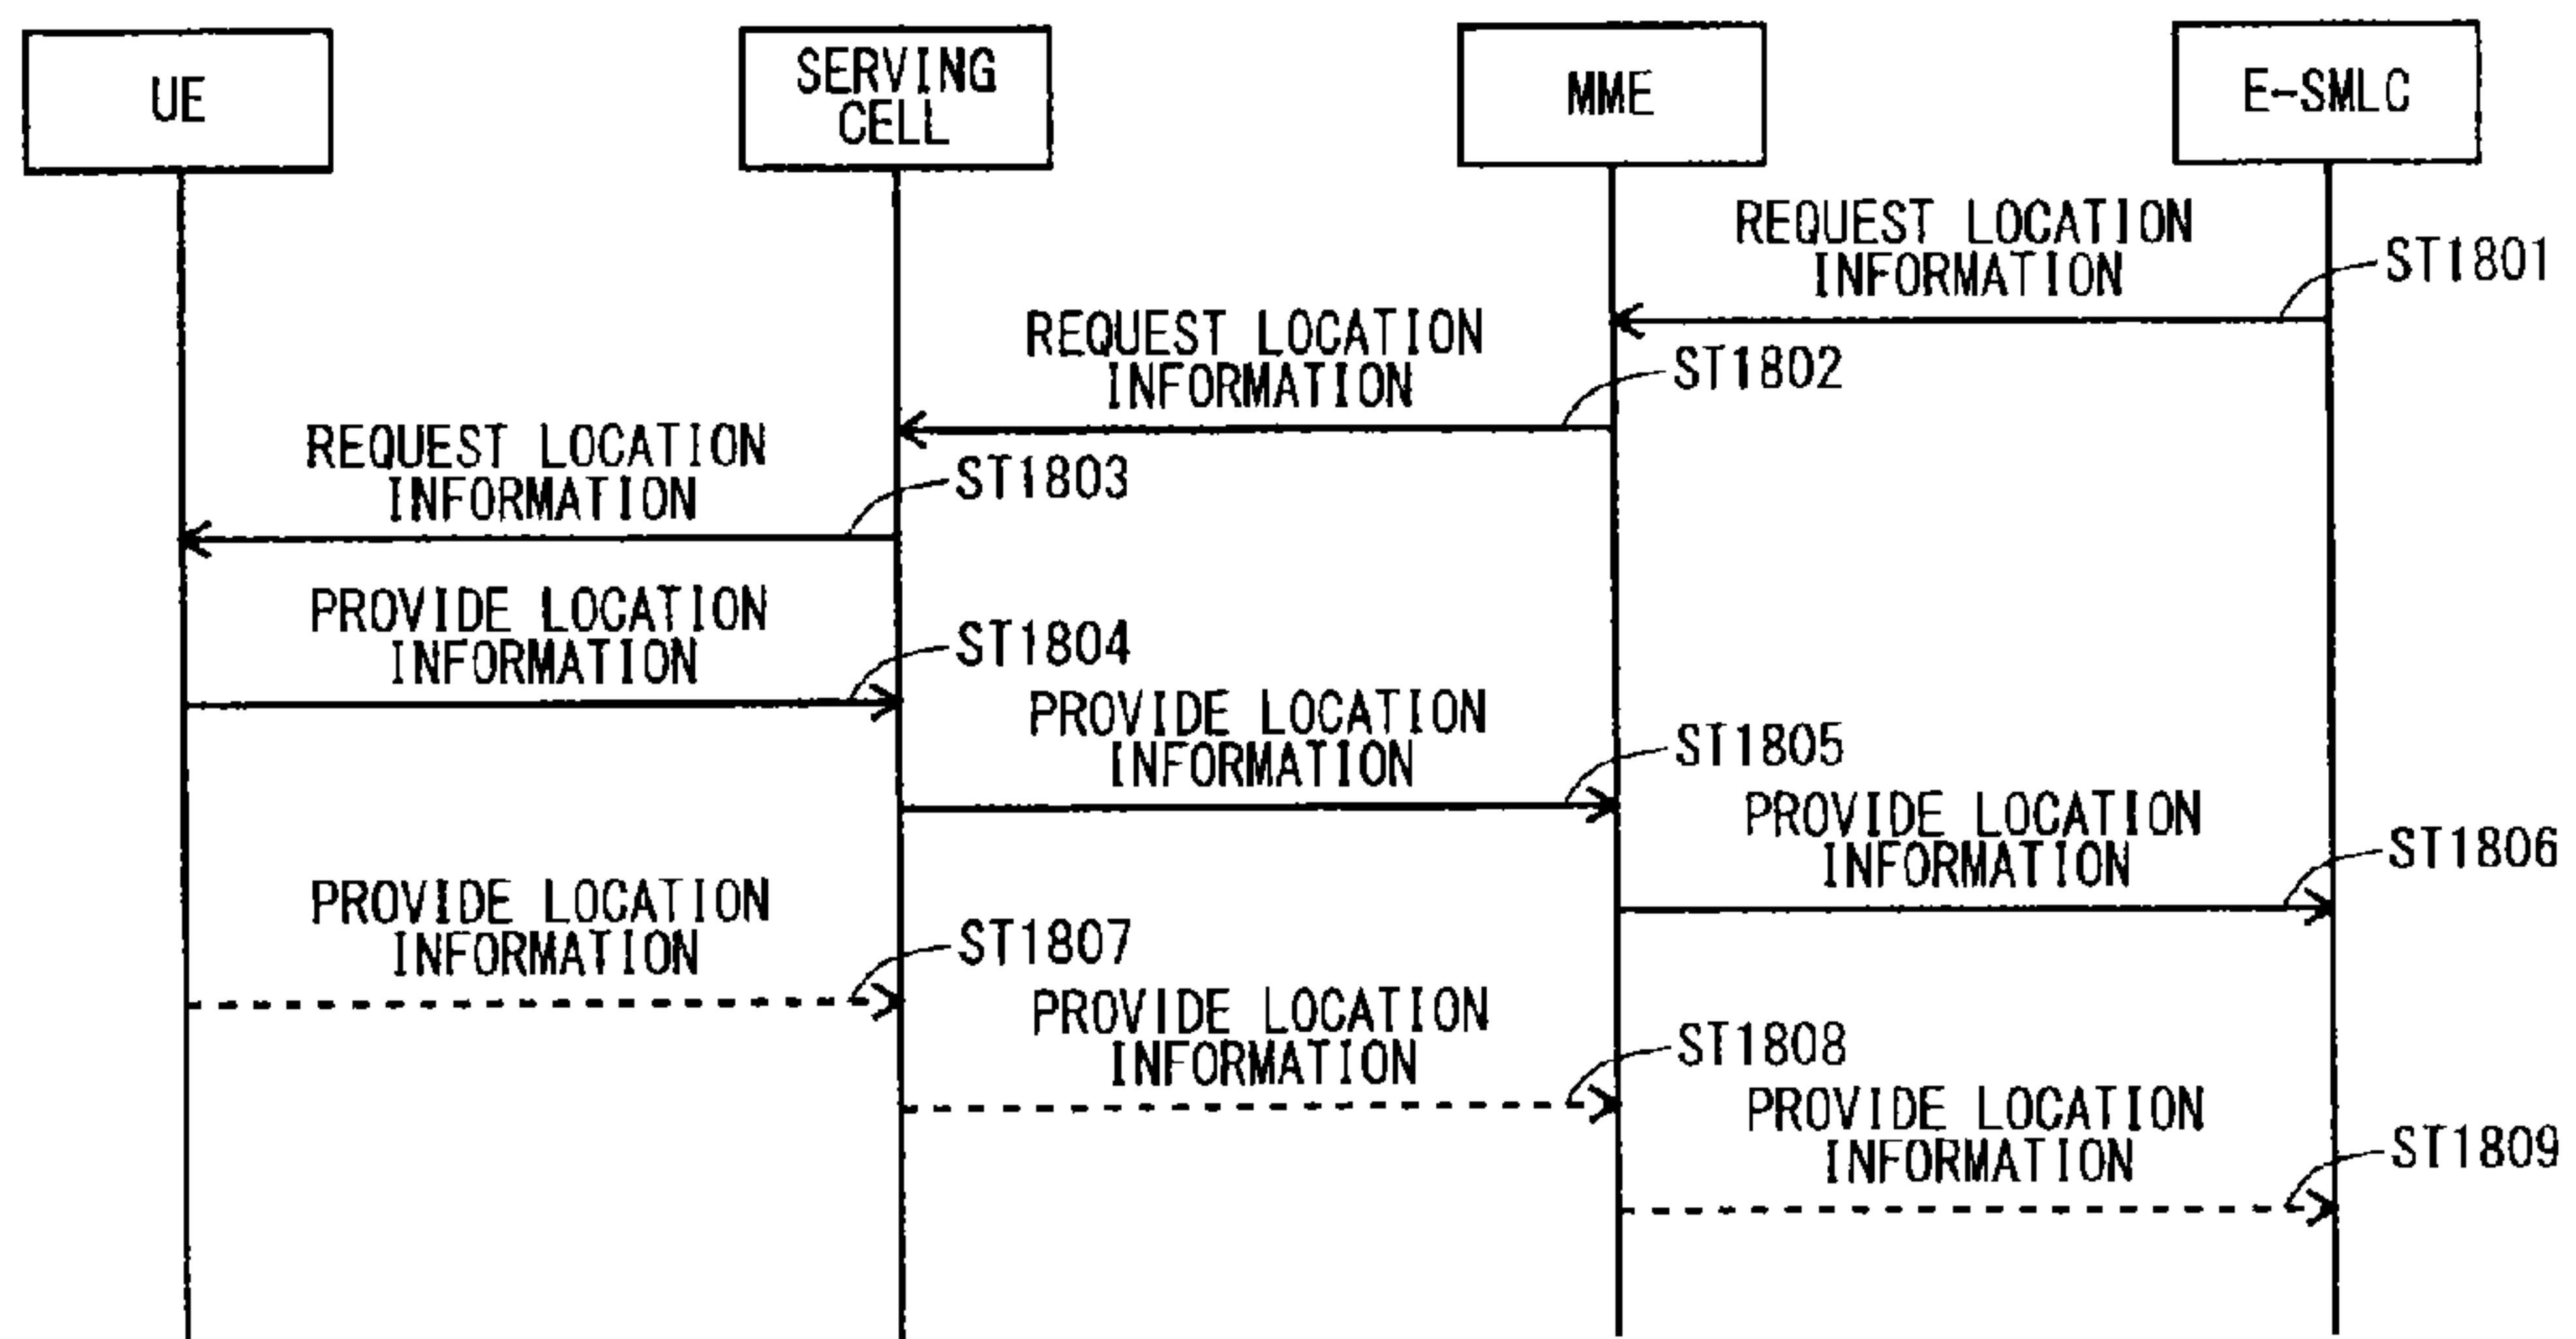 UE
SERVING
CELL
MME
E-SMLC
REQUEST LOCATION
INFORMATION
ST1801
REQUEST LOCATION
INFORMATION
ST1802
REQUEST LOCATION
INFORMATION
ST1803
PROVIDE LOCATION
INFORMATION
ST1804
PROVIDE LOCATION
INFORMATION
ST1805
PROVIDE LOCATION
INFORMATION
ST1806
PROVIDE LOCATION
INFORMATION
ST1807
PROVIDE LOCATION
INFORMATION
ST1808
PROVIDE LOCATION
INFORMATION
ST1809